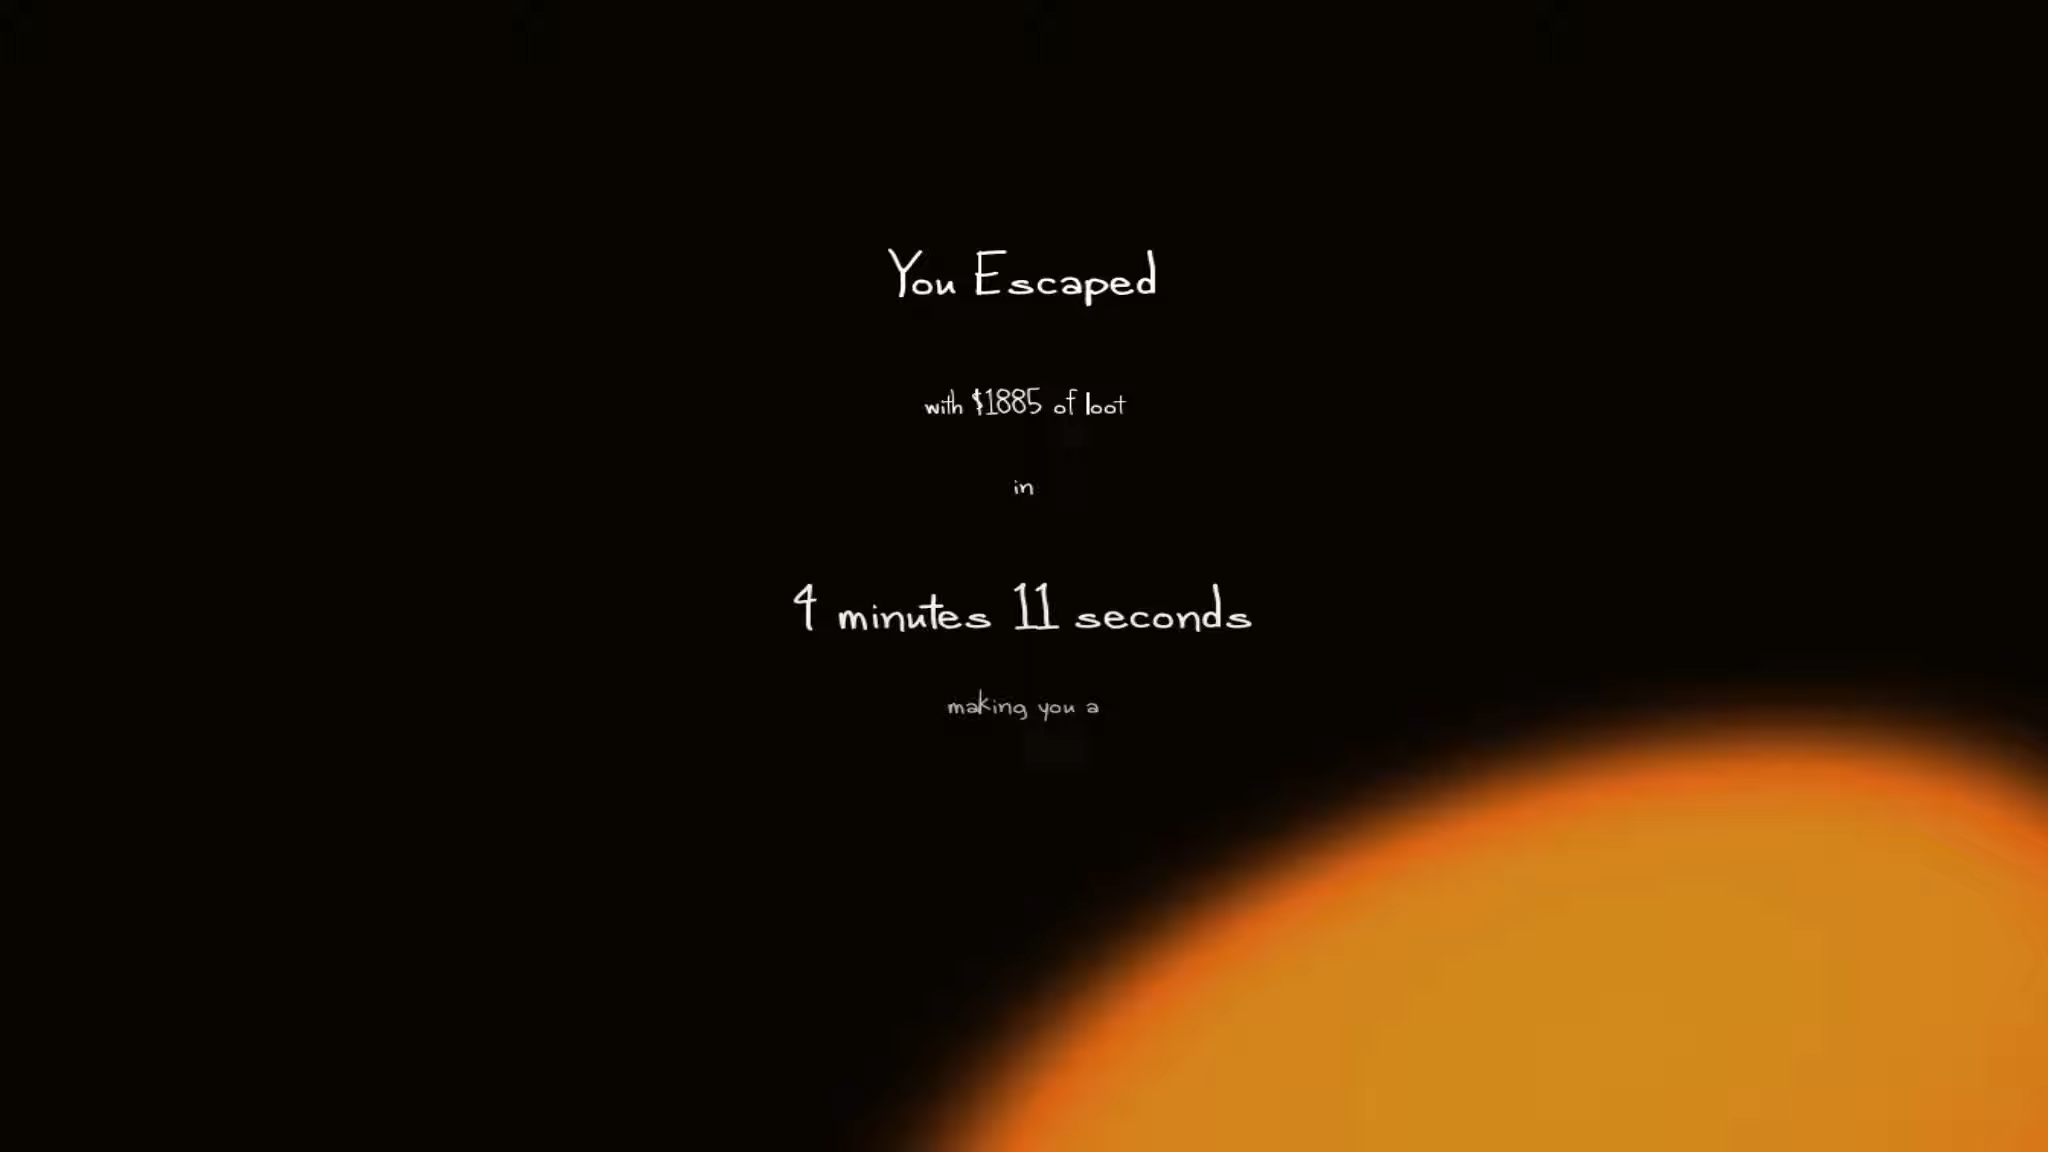 You Escaped
with $1885 of loot
in
4 minutes 11 seconds
making you a